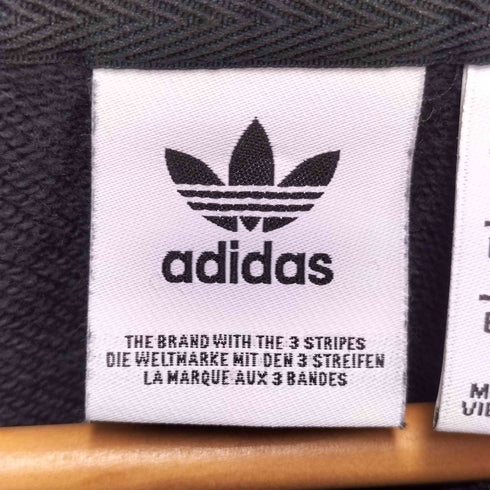 adidas
THE BRAND WITH THE 3 STRIPES
DIE WELTMARKE MIT DEN 3 STREIFEN
LA MARQUE AUX 3 BANDES